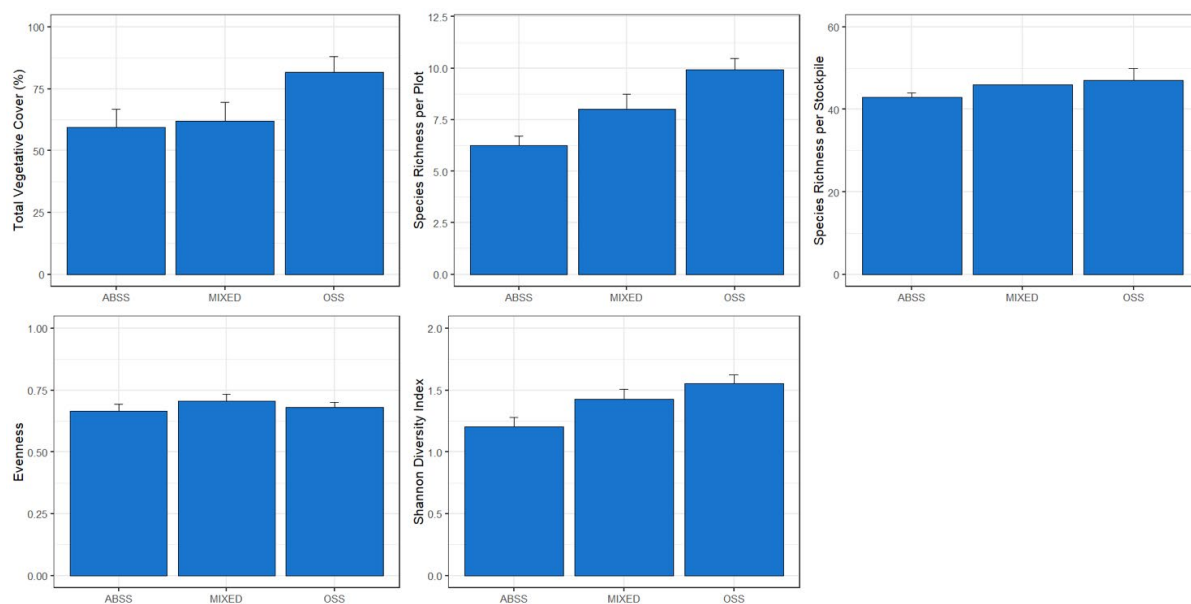 Total Vegetative Cover (%)
100
75
50
25
0
ABSS MIXED OSS
Species Richness per Plot
12.5
10.0
7.5
5.0
2.5
0.0
ABSS MIXED OSS
Species Richness per Stockpile
60
40
20
0
ABSS MIXED OSS
Evenness
1.00
0.75
0.50
0.25
0.00
ABSS MIXED OSS
Shannon Diversity Index
2.0
1.5
1.0
0.5
0.0
ABSS MIXED OSS